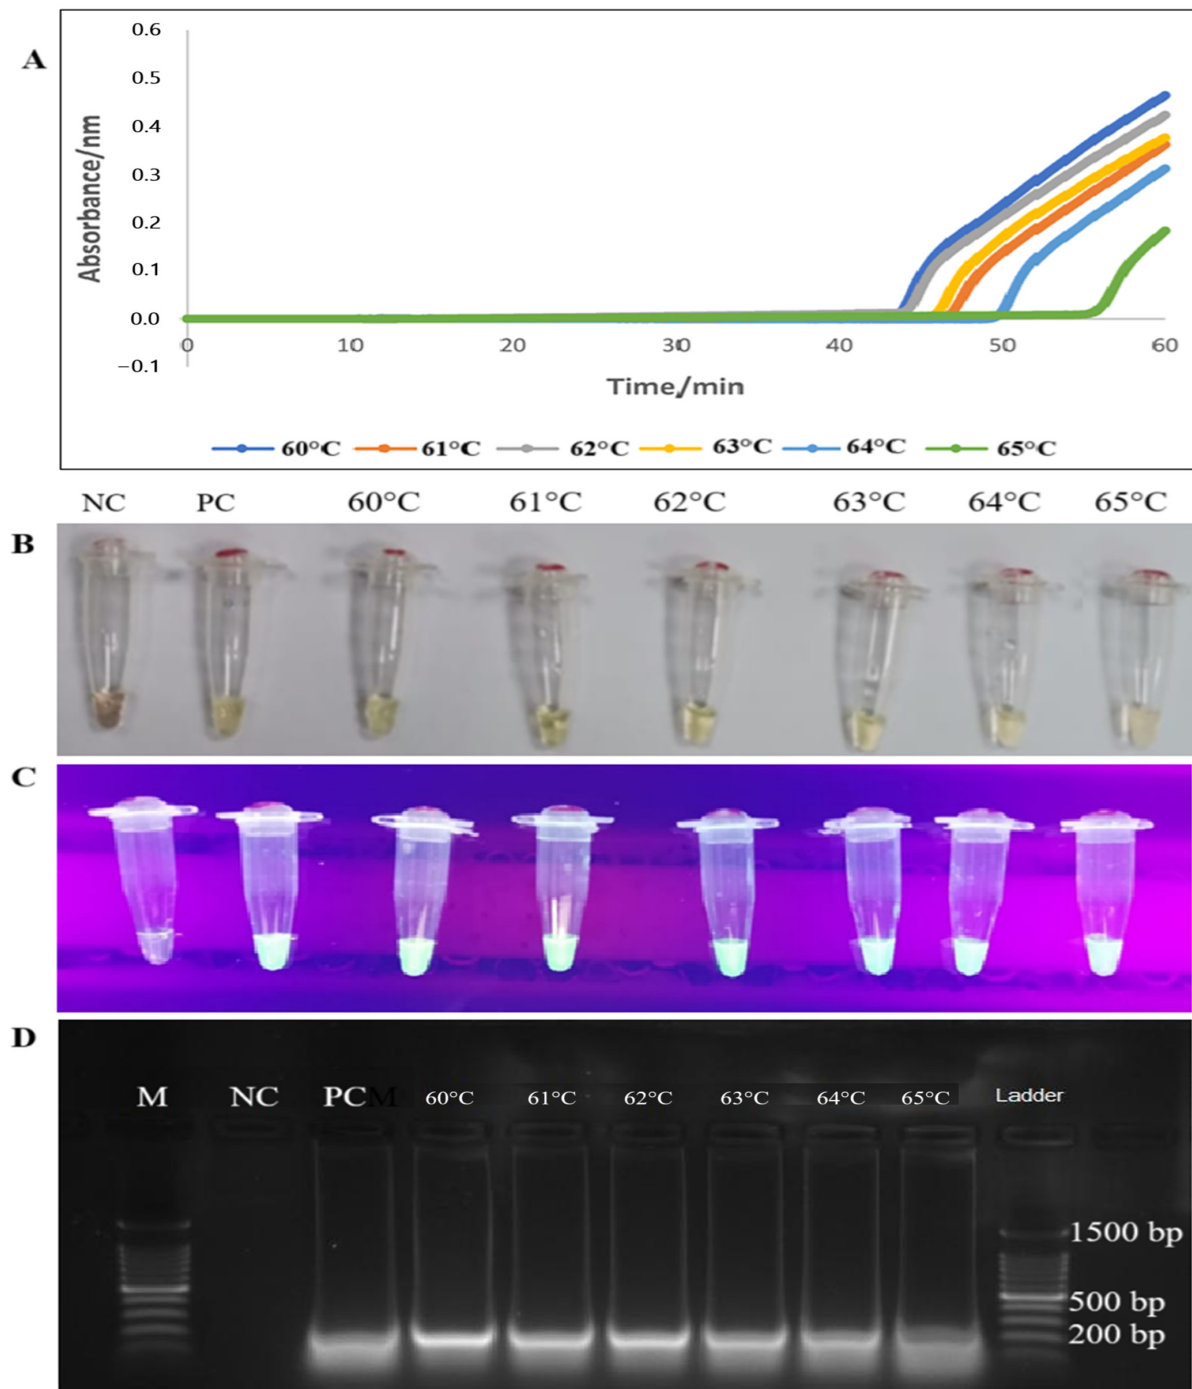 A
0.6
0.5
0.4
0.3
0.2
0.1
0.0
−0.1
Absorbance/nm
0 10 20 30 40 50 60
Time/min
60°C 61°C 62°C 63°C 64°C 65°C
NC PC 60°C 61°C 62°C 63°C 64°C 65°C
B
C
D
M NC PCM 60°C 61°C 62°C 63°C 64°C 65°C Ladder
1500 bp
500 bp
200 bp